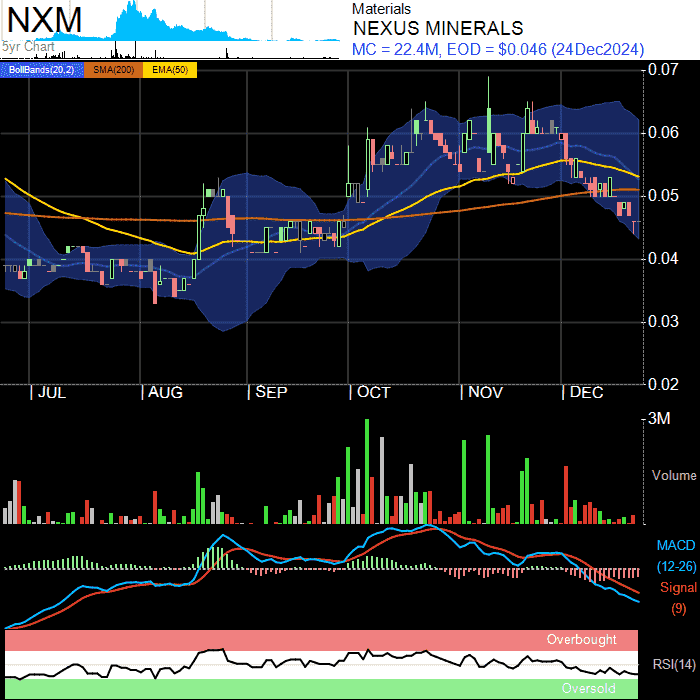 NXM
Materials
NEXUS MINERALS
5yr Chart
MC = 22.4M, EOD = $0.046 (24Dec2024)
BollBands(20,2) SMA(200) EMA(50)
0.07
0.06
0.05
0.04
0.03
0.02
JUL AUG SEP OCT NOV DEC
3M
Volume
MACD
(12-26)
Signal
(9)
Overbought
RSI(14)
Oversold